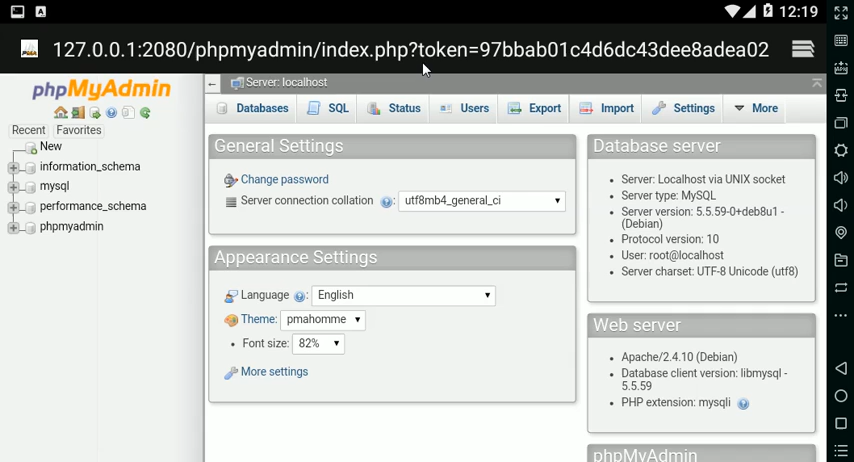 12:19
127.0.0.1:2080/phpmyadmin/index.php?token=97bbab01c4d6dc43dee8adea02
phpMyAdmin
Recent Favorites
New
information_schema
mysql
performance_schema
phpmyadmin
Server: localhost
Databases SQL Status Users Export Import Settings More
General Settings
Change password
Server connection collation : utf8mb4_general_ci
Appearance Settings
Language : English
Theme: pmahomme
• Font size: 82%
More settings
Database server
• Server: Localhost via UNIX socket
• Server type: MySQL
• Server version: 5.5.59-0+deb8u1 -
(Debian)
• Protocol version: 10
• User: root@localhost
• Server charset: UTF-8 Unicode (utf8)
Web server
• Apache/2.4.10 (Debian)
• Database client version: libmysql -
5.5.59
• PHP extension: mysqli
phpMyAdmin